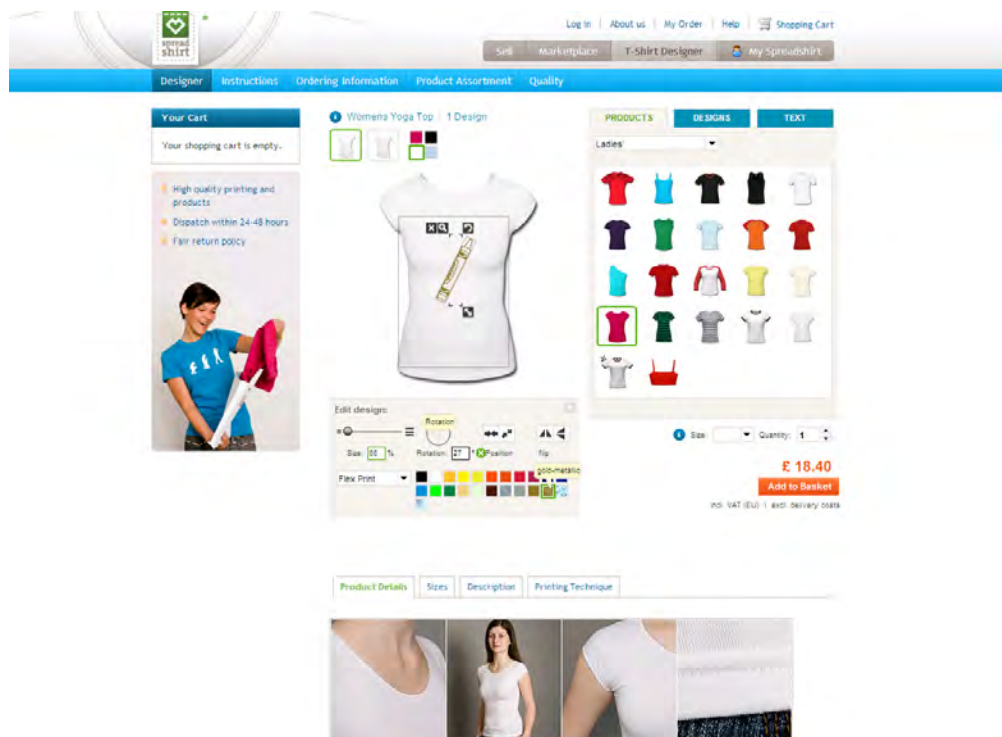 Log in | About us | My Order | Help | Shopping Cart
spread
shirt
Sell Marketplace T-Shirt Designer My Spreadshirt
Designer Instructions Ordering Information Product Assortment Quality
Your Cart
Your shopping cart is empty.
High quality printing and
products
Dispatch within 24-48 hours
Fair return policy
Womens Yoga Top | 1 Design
PRODUCTS DESIGNS TEXT
Ladies'
Edit design:
Rotation
Size: % Rotation: 27 ° Position flip
gold-metallic
Flex Print
Size: Quantity: 1
£ 18.40
Add to Basket
incl. VAT (EU) | excl. delivery costs
Product Details Sizes Description Printing Technique